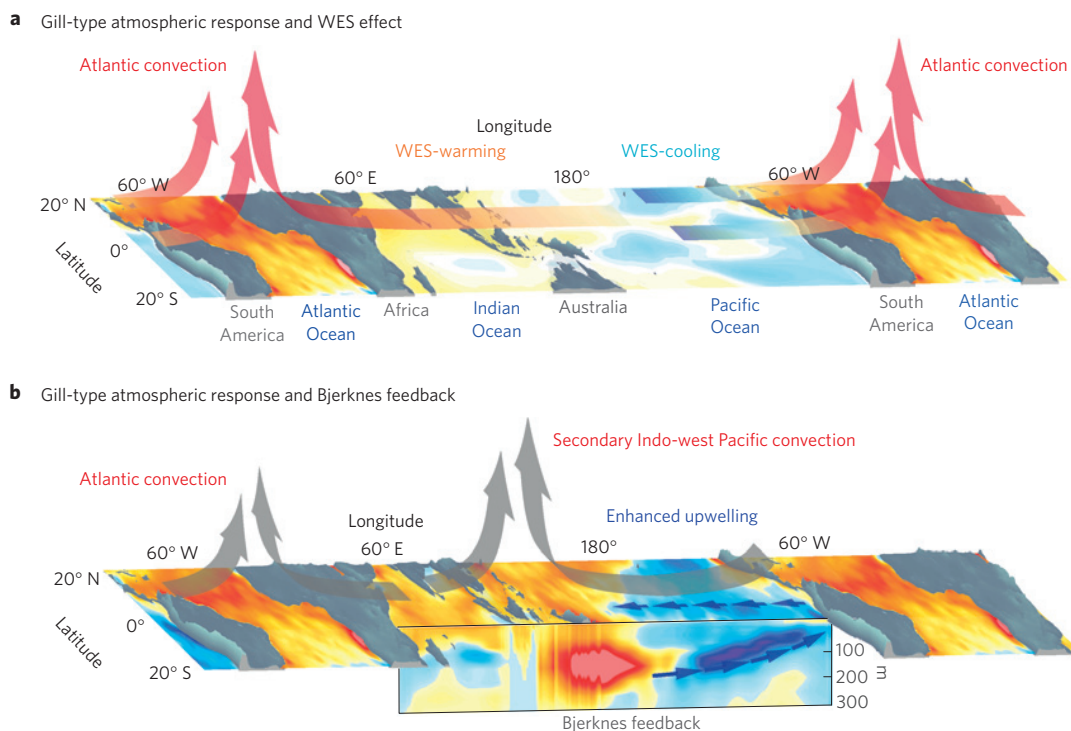 a Gill-type atmospheric response and WES effect
Atlantic convection
Atlantic convection
Longitude
WES-warming
WES-cooling
60° W
60° E
180°
60° W
20° N
0°
20° S
Latitude
South
America
Atlantic
Ocean
Africa
Indian
Ocean
Australia
Pacific
Ocean
South
America
Atlantic
Ocean
b Gill-type atmospheric response and Bjerknes feedback
Secondary Indo-west Pacific convection
Atlantic convection
Longitude
Enhanced upwelling
60° W
60° E
180°
60° W
20° N
0°
20° S
Latitude
100
200
300
m
Bjerknes feedback